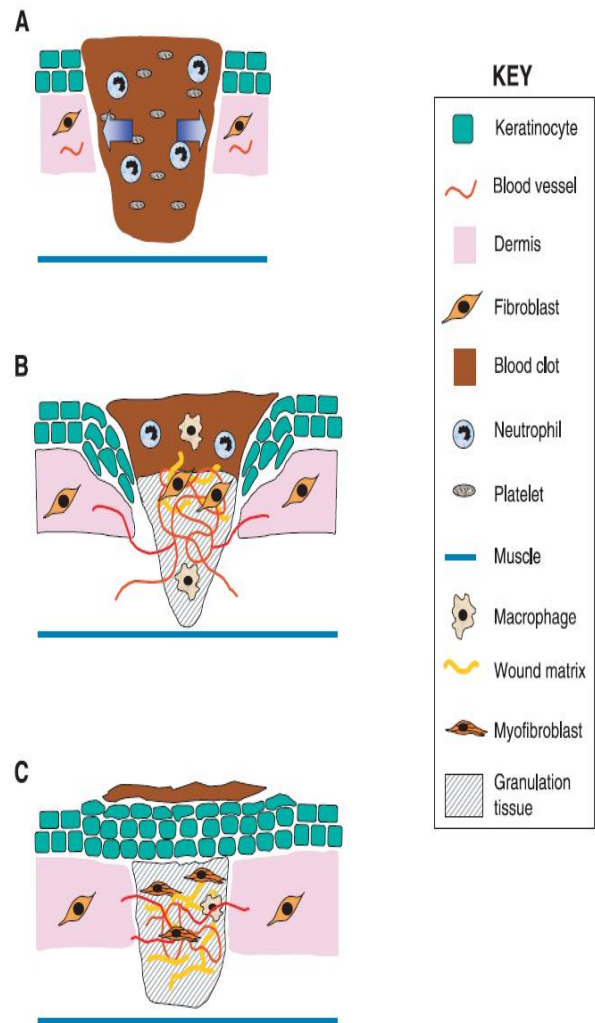 A
B
C
KEY
Keratinocyte
Blood vessel
Dermis
Fibroblast
Blood clot
Neutrophil
Platelet
Muscle
Macrophage
Wound matrix
Myofibroblast
Granulation
tissue